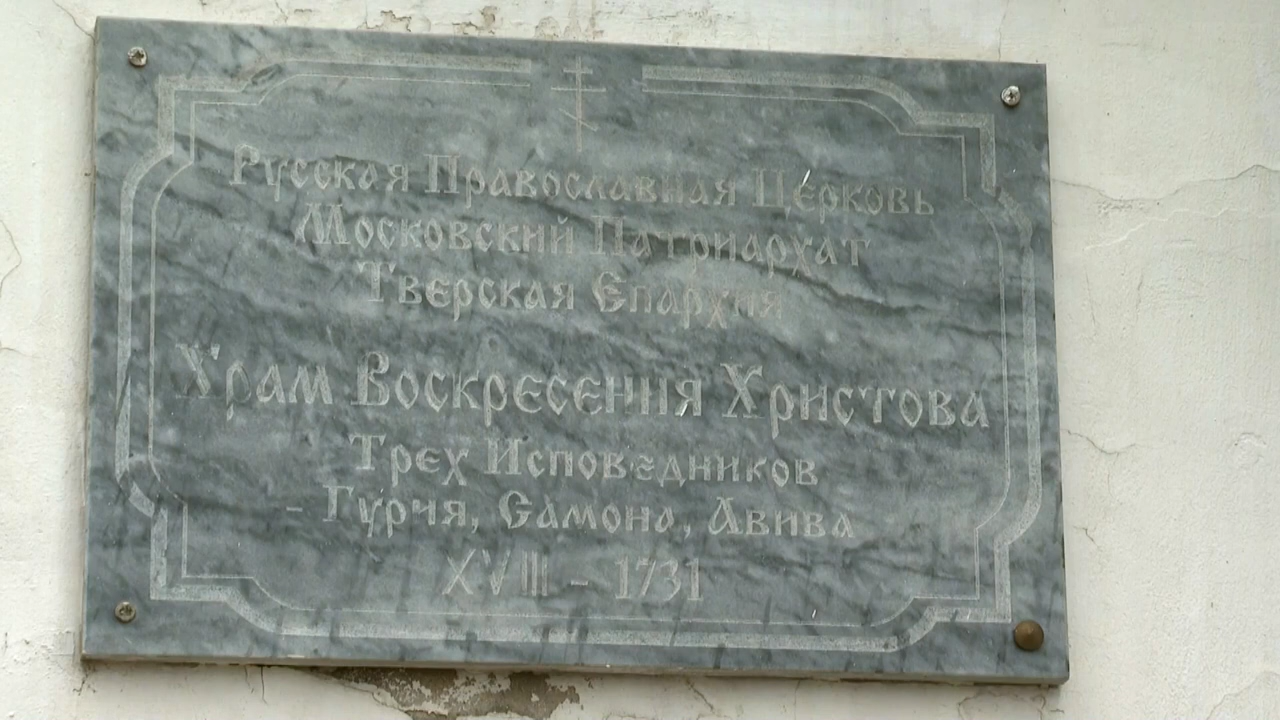 Русская Православная Церковь
Московский Патриархат
Тверская Епархия
Храм Воскресения Христова
Трех Исповедников
- Гурия, Самона, Авива
XVIII - 1731